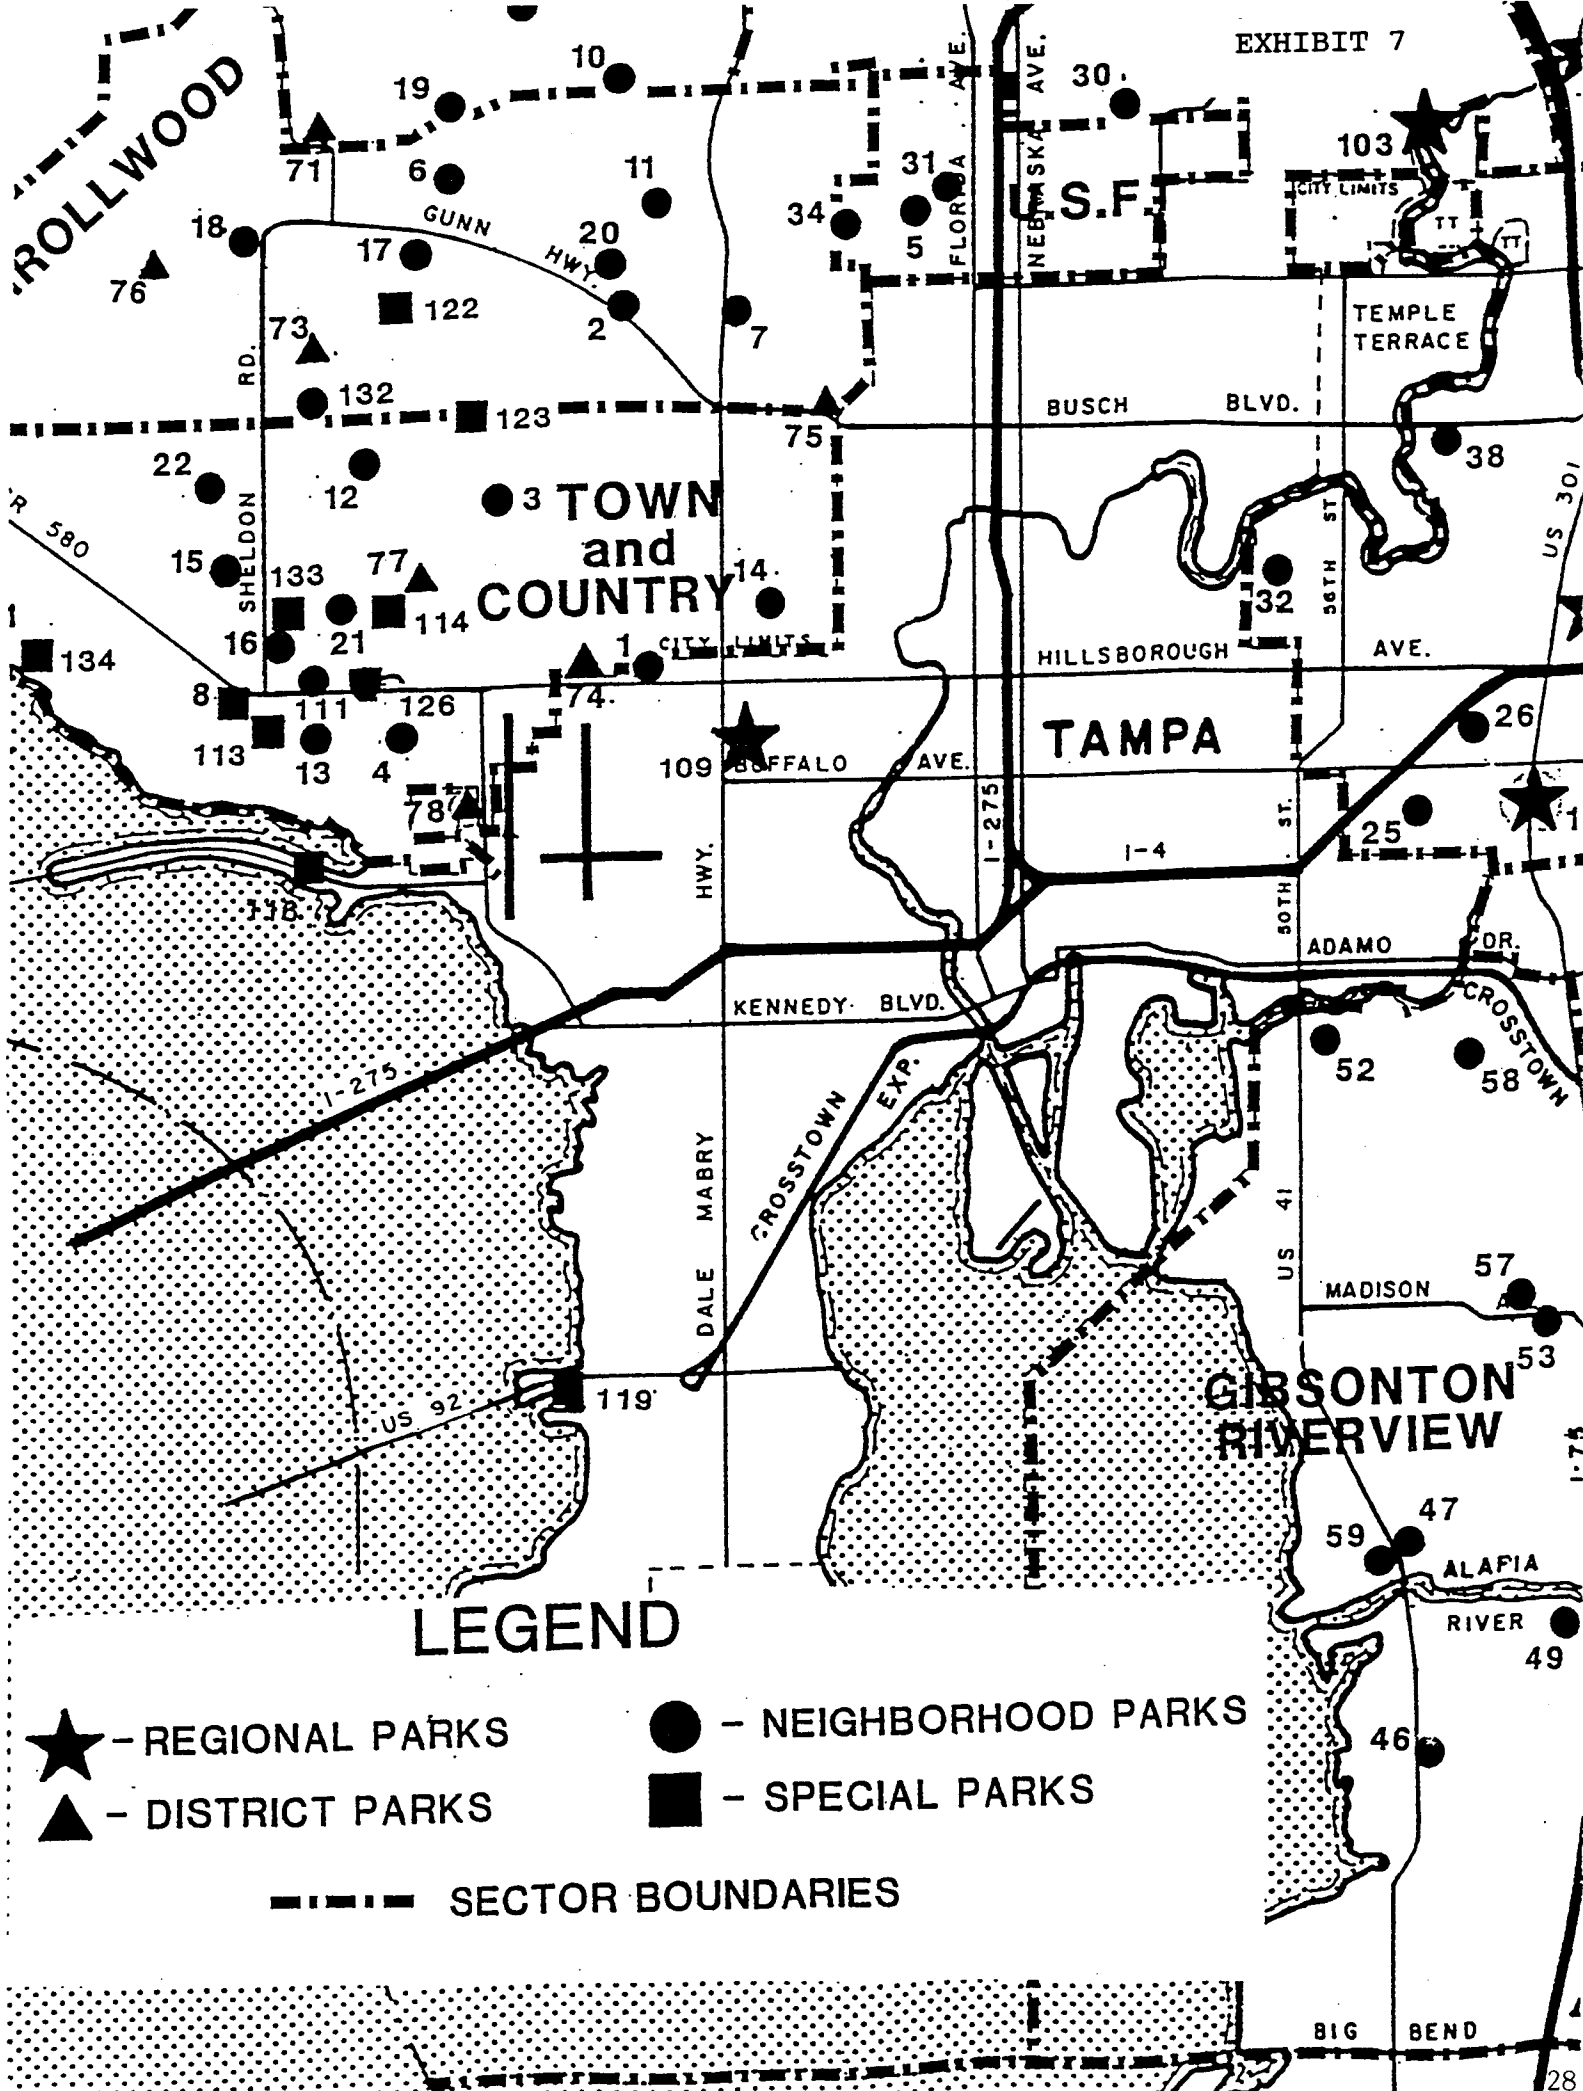 EXHIBIT 7
10
19
30
103
71
6
11
31
34
5
FLORIDA AVE.
NEBRASKA AVE.
U.S.F.
CITY LIMITS
TT
TT
ROLLWOOD
18
GUNN HWY.
17
20
76
122
2
7
73
TEMPLE
TERRACE
RD.
132
123
75
BUSCH BLVD.
38
22
12
3
TOWN
and
COUNTRY
R 580
SHELDON
15
133
77
14
114
16
21
1
CITY LIMITS
32
56TH ST
US 301
134
HILLSBOROUGH AVE.
8
111
126
74
113
13
4
109
BUFFALO AVE.
TAMPA
26
78
I-275
ST.
25
1
I-4
HWY.
118
50TH
ADAMO DR.
KENNEDY BLVD.
CROSSTOWN
52
58
I-275
CROSSTOWN EXP.
DALE MABRY
US 41
57
MADISON
53
119
US 92
GIBSONTON
RIVERVIEW
I-75
47
59
ALAFIA
RIVER
49
46
LEGEND
- REGIONAL PARKS
- NEIGHBORHOOD PARKS
- DISTRICT PARKS
- SPECIAL PARKS
SECTOR BOUNDARIES
BIG BEND
28